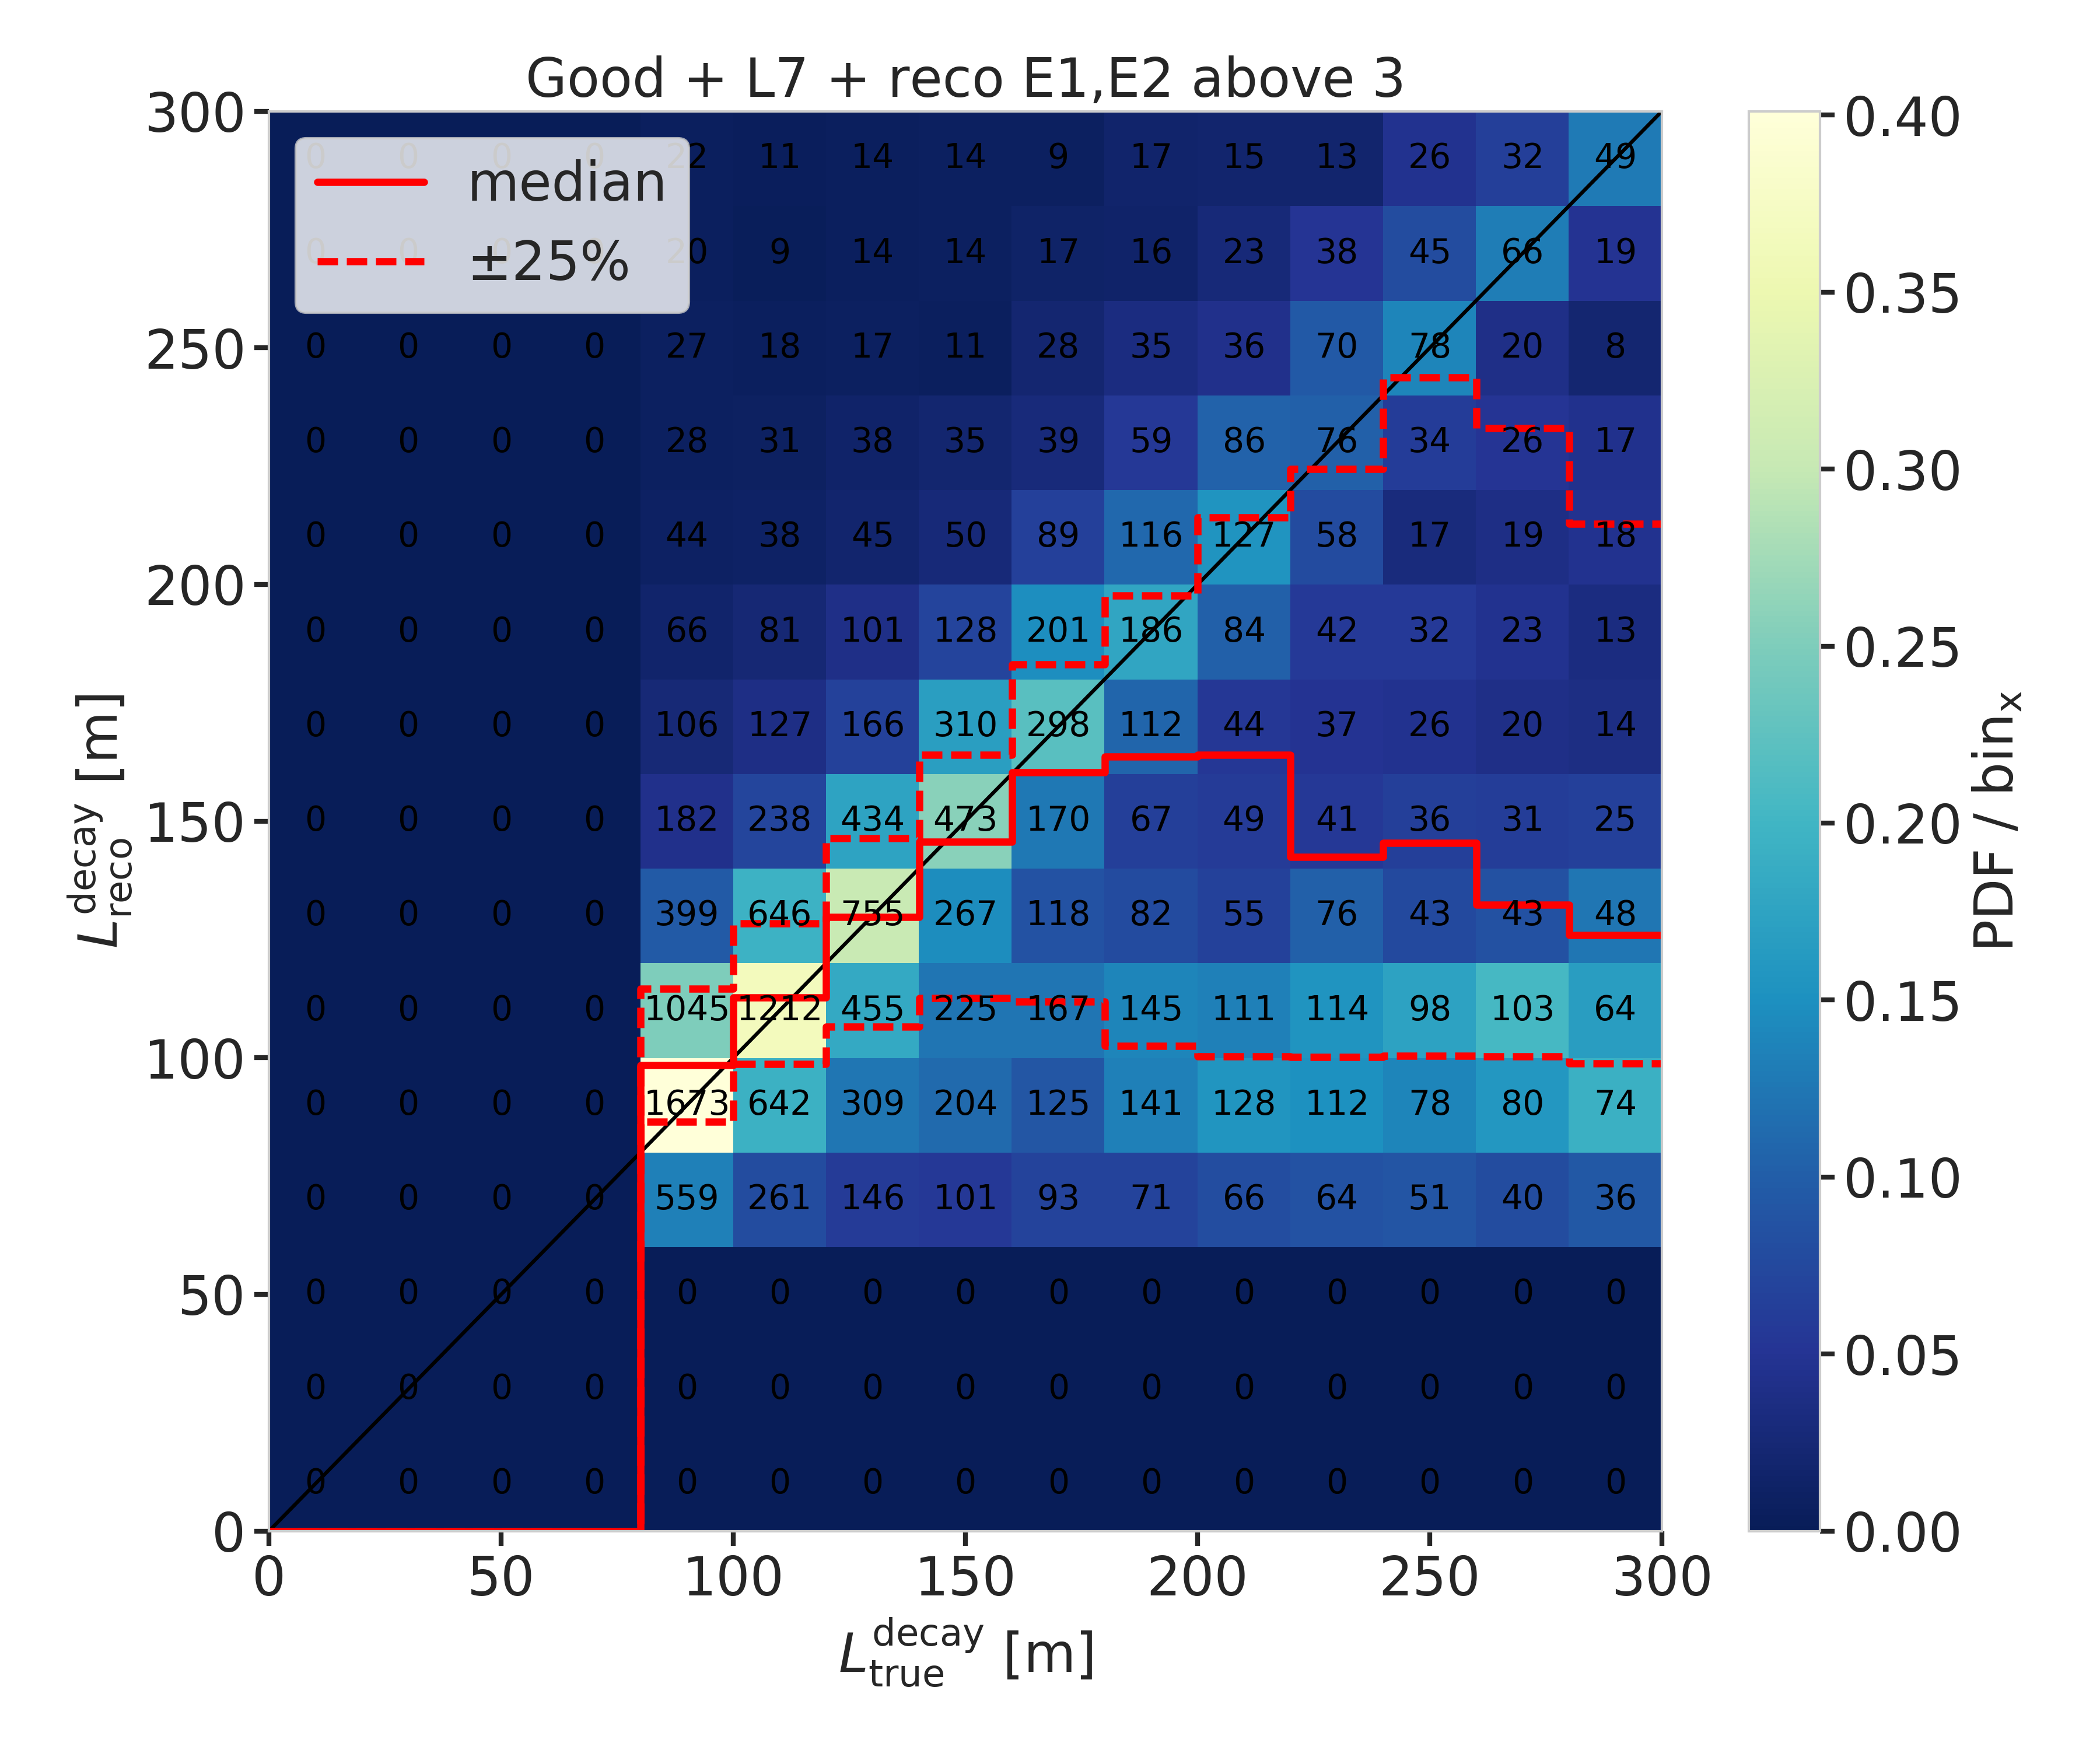 Good + L7 + reco E1,E2 above 3
median
±25%
300
250
200
150
100
50
0
0 50 100 150 200 250 300
L_reco^decay [m]
L_true^decay [m]
0 0 0 0 22 11 14 14 9 17 15 13 26 32 49
0 0 0 0 20 9 14 14 17 16 23 38 45 66 19
0 0 0 0 27 18 17 11 28 35 36 70 78 20 8
0 0 0 0 28 31 38 35 39 59 86 76 34 26 17
0 0 0 0 44 38 45 50 89 116 127 58 17 19 18
0 0 0 0 66 81 101 128 201 186 84 42 32 23 13
0 0 0 0 106 127 166 310 298 112 44 37 26 20 14
0 0 0 0 182 238 434 473 170 67 49 41 36 31 25
0 0 0 0 399 646 755 267 118 82 55 76 43 43 48
0 0 0 0 1045 1212 455 225 167 145 111 114 98 103 64
0 0 0 0 1673 642 309 204 125 141 128 112 78 80 74
0 0 0 0 559 261 146 101 93 71 66 64 51 40 36
0 0 0 0 0 0 0 0 0 0 0 0 0 0 0
0 0 0 0 0 0 0 0 0 0 0 0 0 0 0
0 0 0 0 0 0 0 0 0 0 0 0 0 0 0
0.40
0.35
0.30
0.25
0.20
0.15
0.10
0.05
0.00
PDF / bin_x